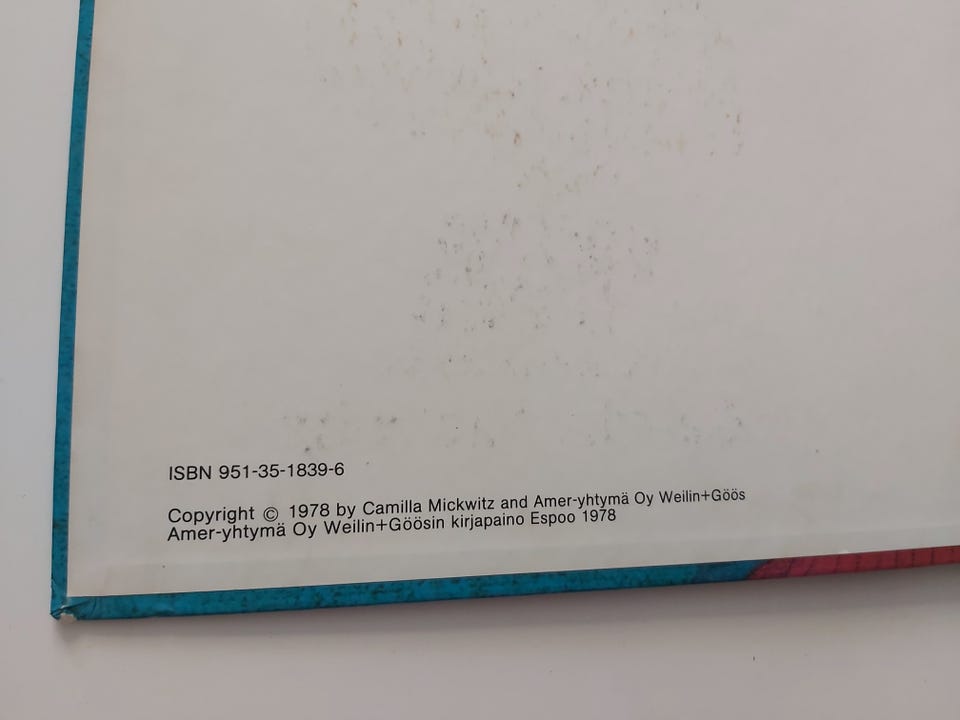 ISBN 951-35-1839-6
Copyright © 1978 by Camilla Mickwitz and Amer-yhtymä Oy Weilin+Göös
Amer-yhtymä Oy Weilin+Göösin kirjapaino Espoo 1978